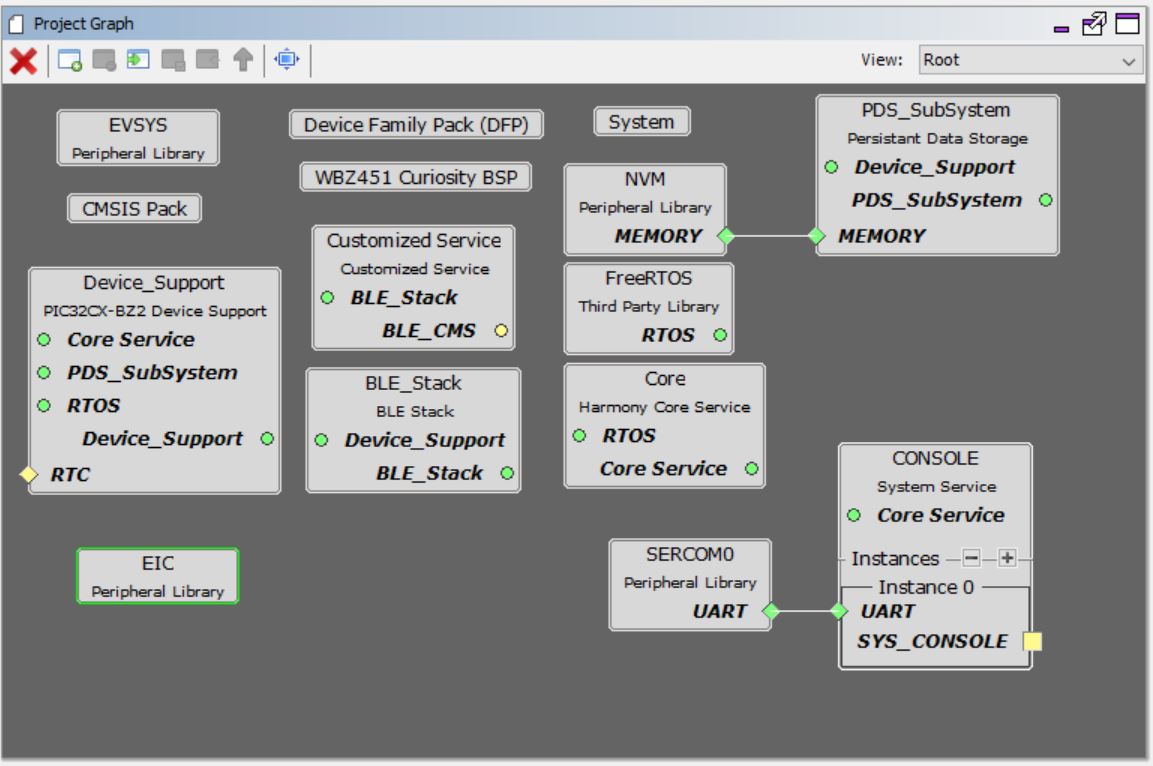 Project Graph
View: Root
EVSYS
Peripheral Library
CMSIS Pack
Device Family Pack (DFP)
WBZ451 Curiosity BSP
System
PDS_SubSystem
Persistant Data Storage
Device_Support
PDS_SubSystem
MEMORY
NVM
Peripheral Library
MEMORY
Customized Service
Customized Service
BLE_Stack
BLE_CMS
FreeRTOS
Third Party Library
RTOS
Device_Support
PIC32CX-BZ2 Device Support
Core Service
PDS_SubSystem
RTOS
Device_Support
RTC
BLE_Stack
BLE Stack
Device_Support
BLE_Stack
Core
Harmony Core Service
RTOS
Core Service
CONSOLE
System Service
Core Service
Instances
Instance 0
UART
SYS_CONSOLE
SERCOM0
Peripheral Library
UART
EIC
Peripheral Library